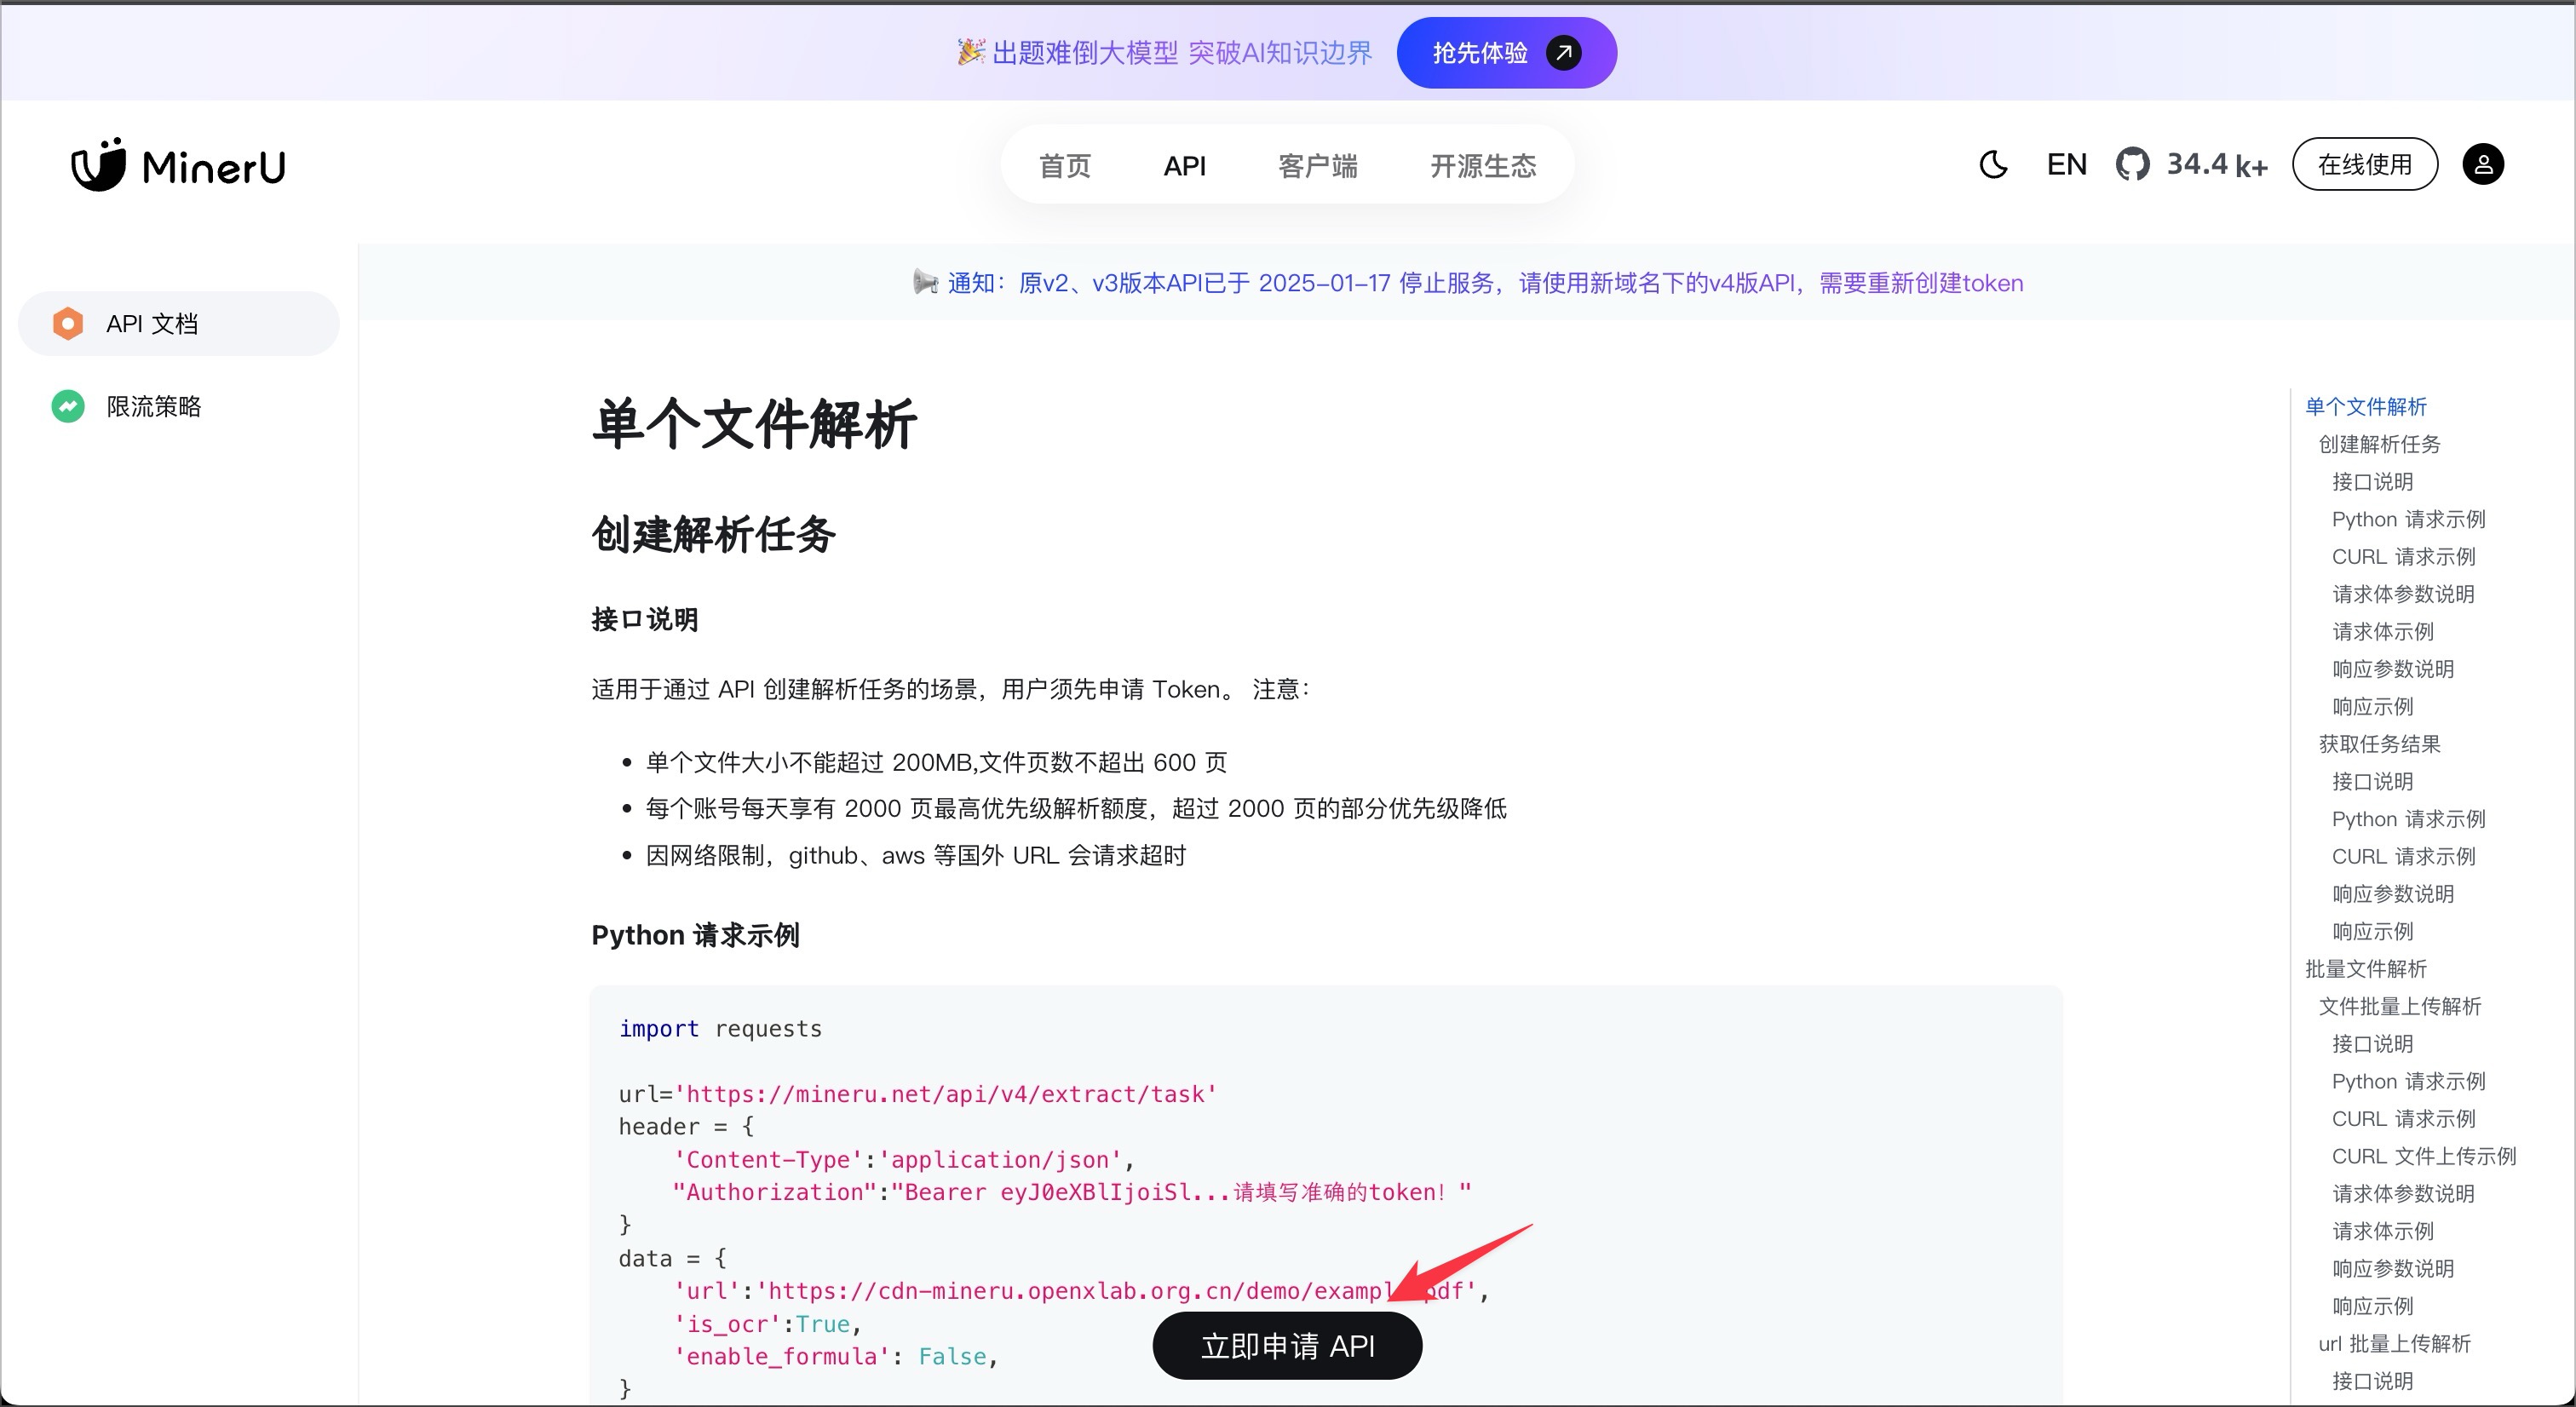 🎉 出题难倒大模型 突破AI知识边界 抢先体验
MinerU
首页 API 客户端 开源生态
EN 34.4 k+ 在线使用
API 文档
限流策略
📢 通知：原v2、v3版本API已于 2025-01-17 停止服务，请使用新域名下的v4版API，需要重新创建token
单个文件解析
创建解析任务
接口说明
适用于通过 API 创建解析任务的场景，用户须先申请 Token。 注意：
单个文件大小不能超过 200MB,文件页数不超出 600 页
每个账号每天享有 2000 页最高优先级解析额度，超过 2000 页的部分优先级降低
因网络限制，github、aws 等国外 URL 会请求超时
Python 请求示例
import requests
url='https://mineru.net/api/v4/extract/task'
header = {
    'Content-Type':'application/json',
    "Authorization":"Bearer eyJ0eXBlIjoiSl...请填写准确的token！"
}
data = {
    'url':'https://cdn-mineru.openxlab.org.cn/demo/exampl pdf',
    'is_ocr':True,
    'enable_formula': False,
}
立即申请 API
单个文件解析
创建解析任务
接口说明
Python 请求示例
CURL 请求示例
请求体参数说明
请求体示例
响应参数说明
响应示例
获取任务结果
接口说明
Python 请求示例
CURL 请求示例
响应参数说明
响应示例
批量文件解析
文件批量上传解析
接口说明
Python 请求示例
CURL 请求示例
CURL 文件上传示例
请求体参数说明
请求体示例
响应参数说明
响应示例
url 批量上传解析
接口说明